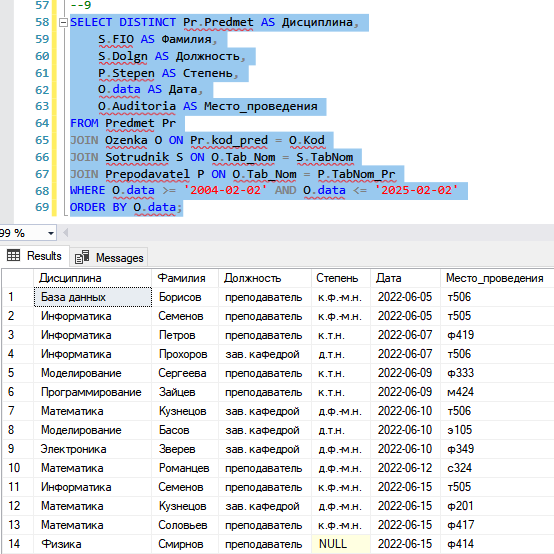 57
58 SELECT DISTINCT Pr.Predmet AS Дисциплина,
59 S.FIO AS Фамилия,
60 S.Dolgn AS Должность,
61 P.Stepen AS Степень,
62 O.data AS Дата,
63 O.Auditoria AS Место_проведения
64 FROM Predmet Pr
65 JOIN Ozenka O ON Pr.kod_pred = O.Kod
66 JOIN Sotrudnik S ON O.Tab_Nom = S.TabNom
67 JOIN Prepodavatel P ON O.Tab_Nom = P.TabNom_Pr
68 WHERE O.data >= '2004-02-02' AND O.data <= '2025-02-02'
69 ORDER BY O.data;
99 %
Results Messages
Дисциплина Фамилия Должность Степень Дата Место_проведения
1 База данных Борисов преподаватель к.ф.-м.н. 2022-06-05 т506
2 Информатика Семенов преподаватель к.ф.-м.н. 2022-06-05 т505
3 Информатика Петров преподаватель к.т.н. 2022-06-07 ф419
4 Информатика Прохоров зав. кафедрой д.т.н. 2022-06-07 т506
5 Моделирование Сергеева преподаватель к.т.н. 2022-06-09 ф333
6 Программирование Зайцев преподаватель к.т.н. 2022-06-09 м424
7 Математика Кузнецов зав. кафедрой д.ф.-м.н. 2022-06-10 т506
8 Моделирование Басов зав. кафедрой д.т.н. 2022-06-10 э105
9 Электроника Зверев зав. кафедрой д.ф.-м.н. 2022-06-10 ф349
10 Математика Романцев преподаватель к.ф.-м.н. 2022-06-12 с324
11 Информатика Семенов преподаватель к.ф.-м.н. 2022-06-15 т505
12 Математика Кузнецов зав. кафедрой д.ф.-м.н. 2022-06-15 ф201
13 Математика Соловьев преподаватель к.ф.-м.н. 2022-06-15 ф417
14 Физика Смирнов преподаватель NULL 2022-06-15 ф414